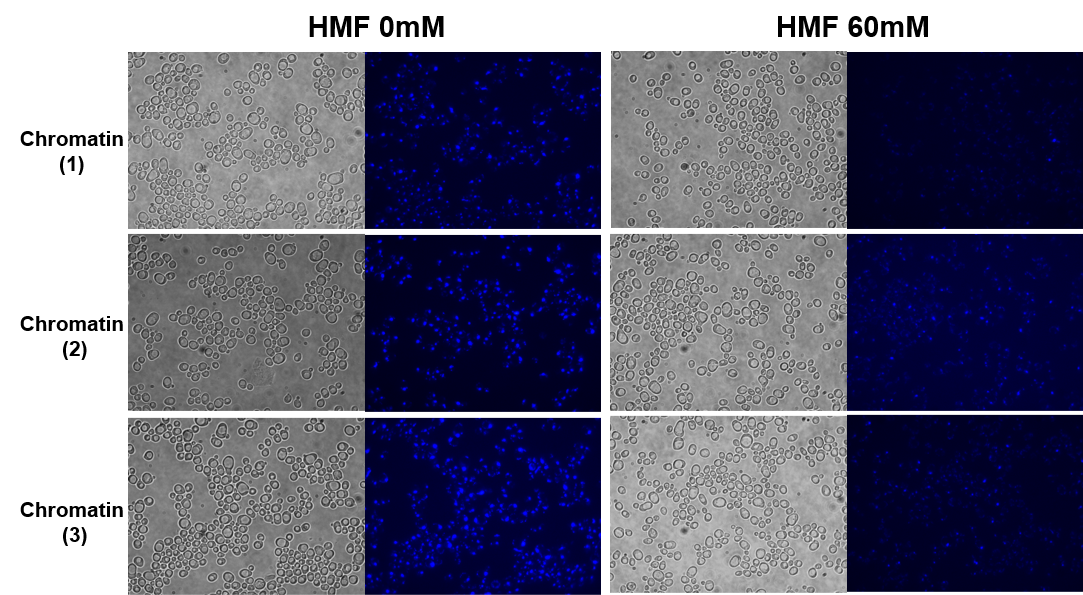 HMF 0mM
HMF 60mM
Chromatin
(1)
Chromatin
(2)
Chromatin
(3)